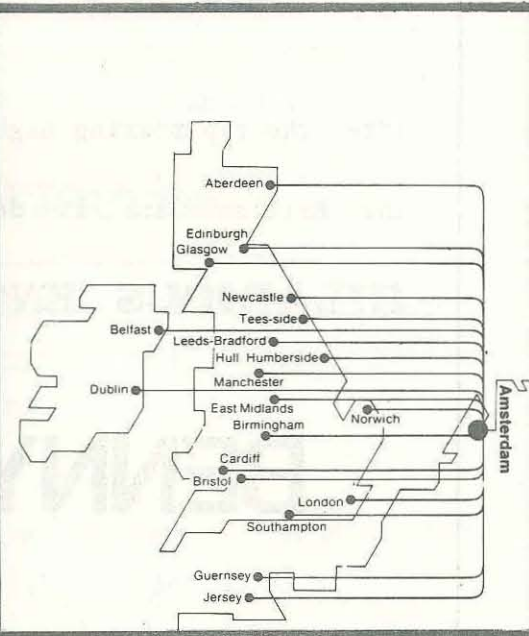 Aberdeen
Edinburgh
Glasgow
Newcastle
Tees-side
Belfast
Leeds-Bradford
Hull Humberside
Manchester
Dublin
East Midlands
Norwich
Birmingham
Amsterdam
Cardiff
Bristol
London
Southampton
Guernsey
Jersey